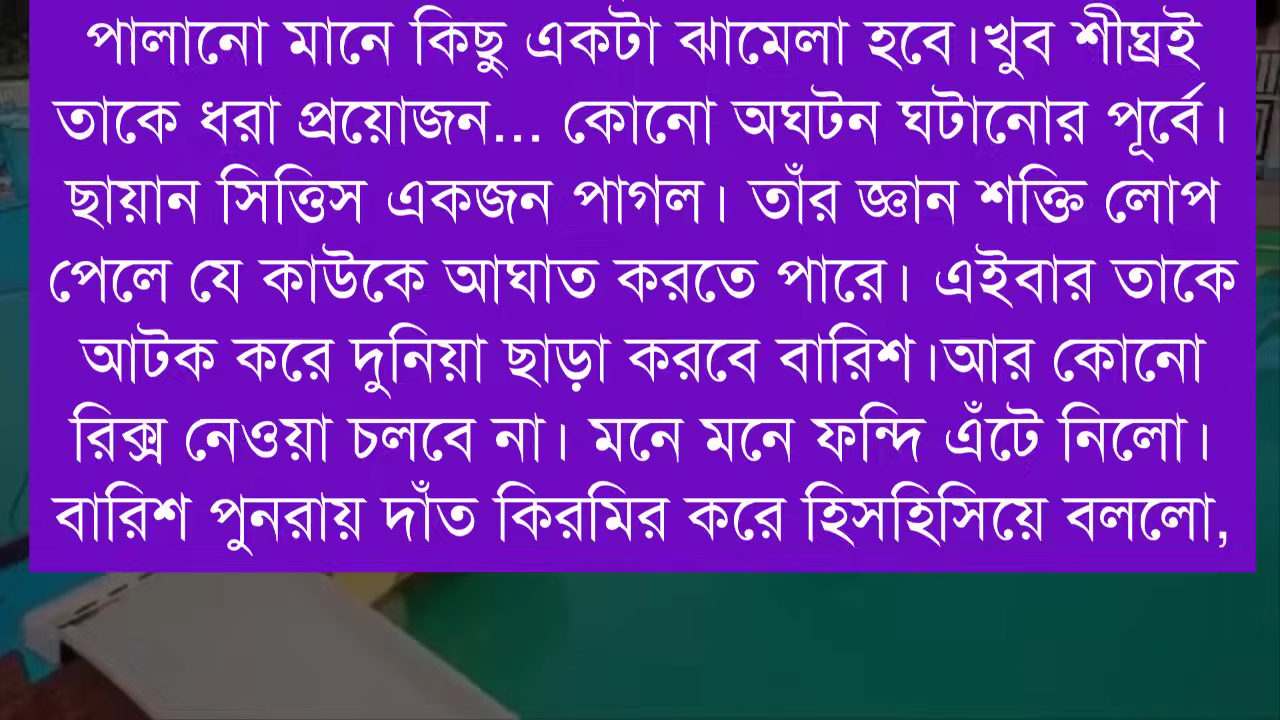 পালানো মানে কিছু একটা ঝামেলা হবে।খুব শীঘ্রই
তাকে ধরা প্রয়োজন... কোনো অঘটন ঘটানোর পূর্বে।
ছায়ান সিত্তিস একজন পাগল। তাঁর জ্ঞান শক্তি লোপ
পেলে যে কাউকে আঘাত করতে পারে। এইবার তাকে
আটক করে দুনিয়া ছাড়া করবে বারিশ।আর কোনো
রিক্স নেওয়া চলবে না। মনে মনে ফন্দি এঁটে নিলো।
বারিশ পুনরায় দাঁত কিরমির করে হিসহিসিয়ে বললো,